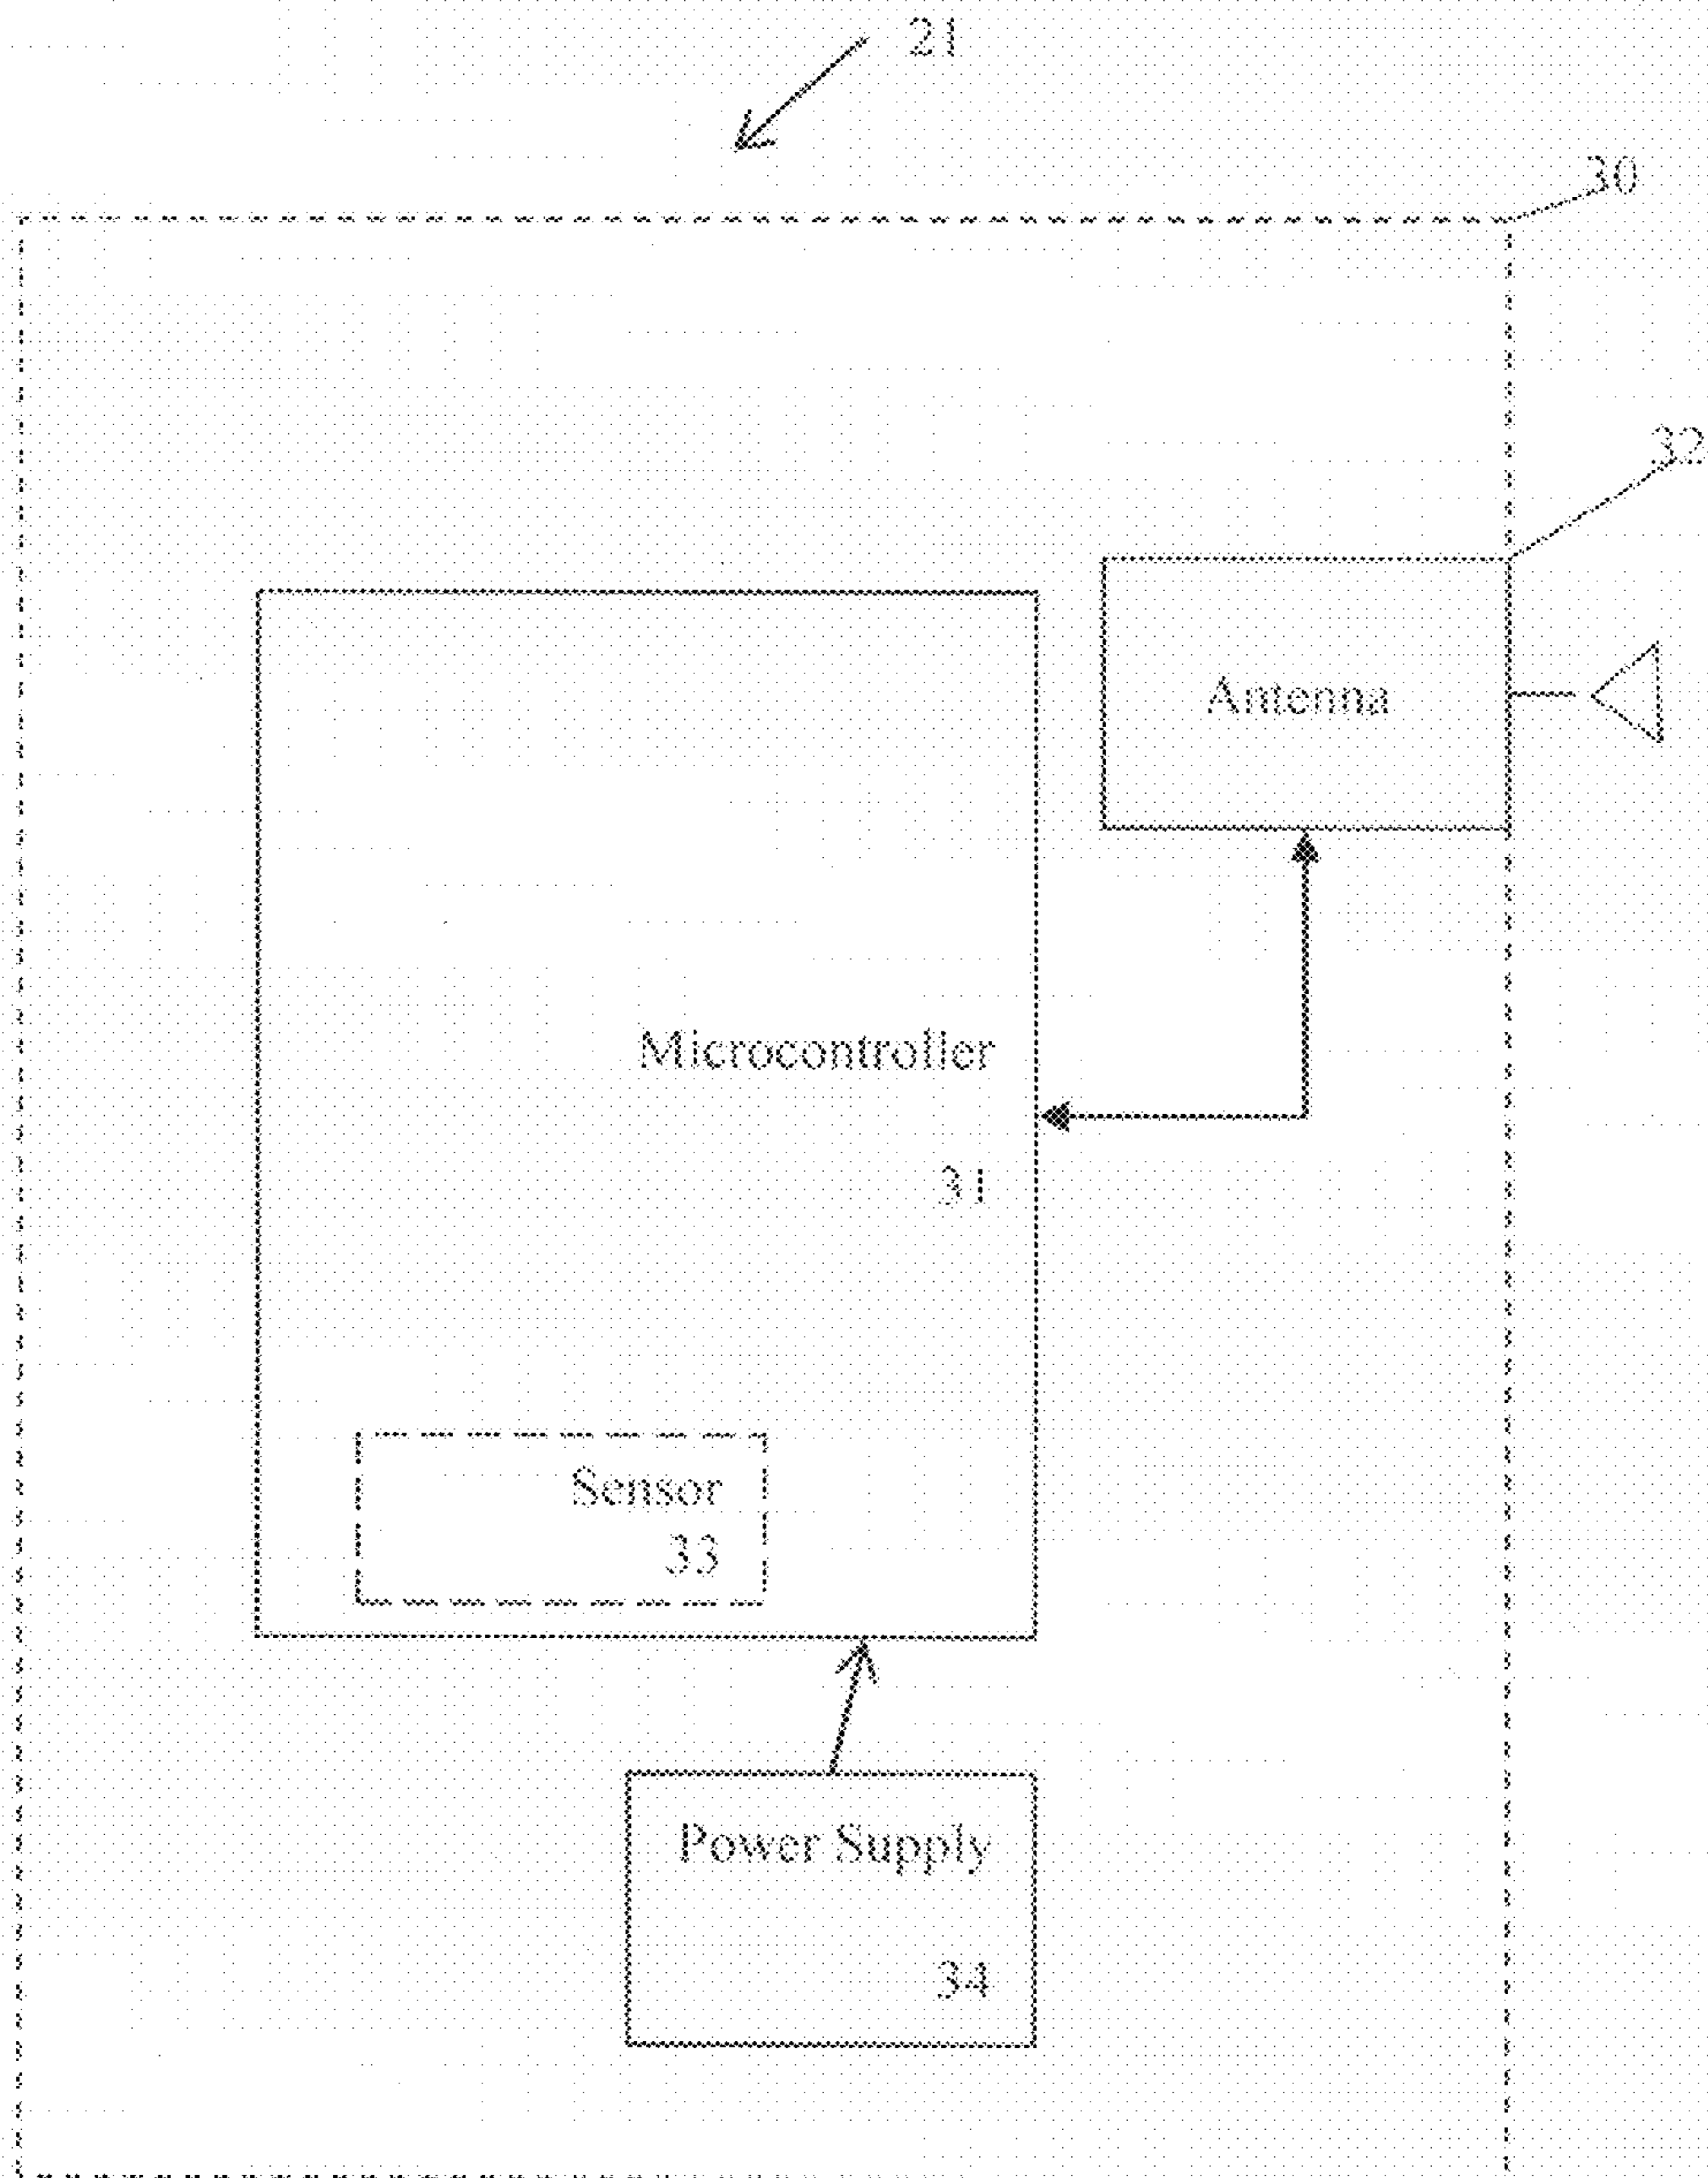 21
30
32
Antenna
Microcontroller
31
Sensor
33
Power Supply
34